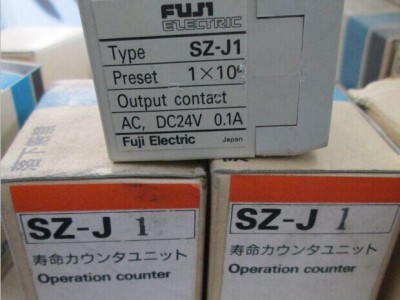 FUJI
ELECTRIC
Type SZ-J1
Preset 1×10⁶
Output contact
AC, DC24V 0.1A
Fuji Electric Japan
SZ-J 1
寿命カウンタユニット
Operation counter
SZ-J 1
寿命カウンタユニット
Operation counter